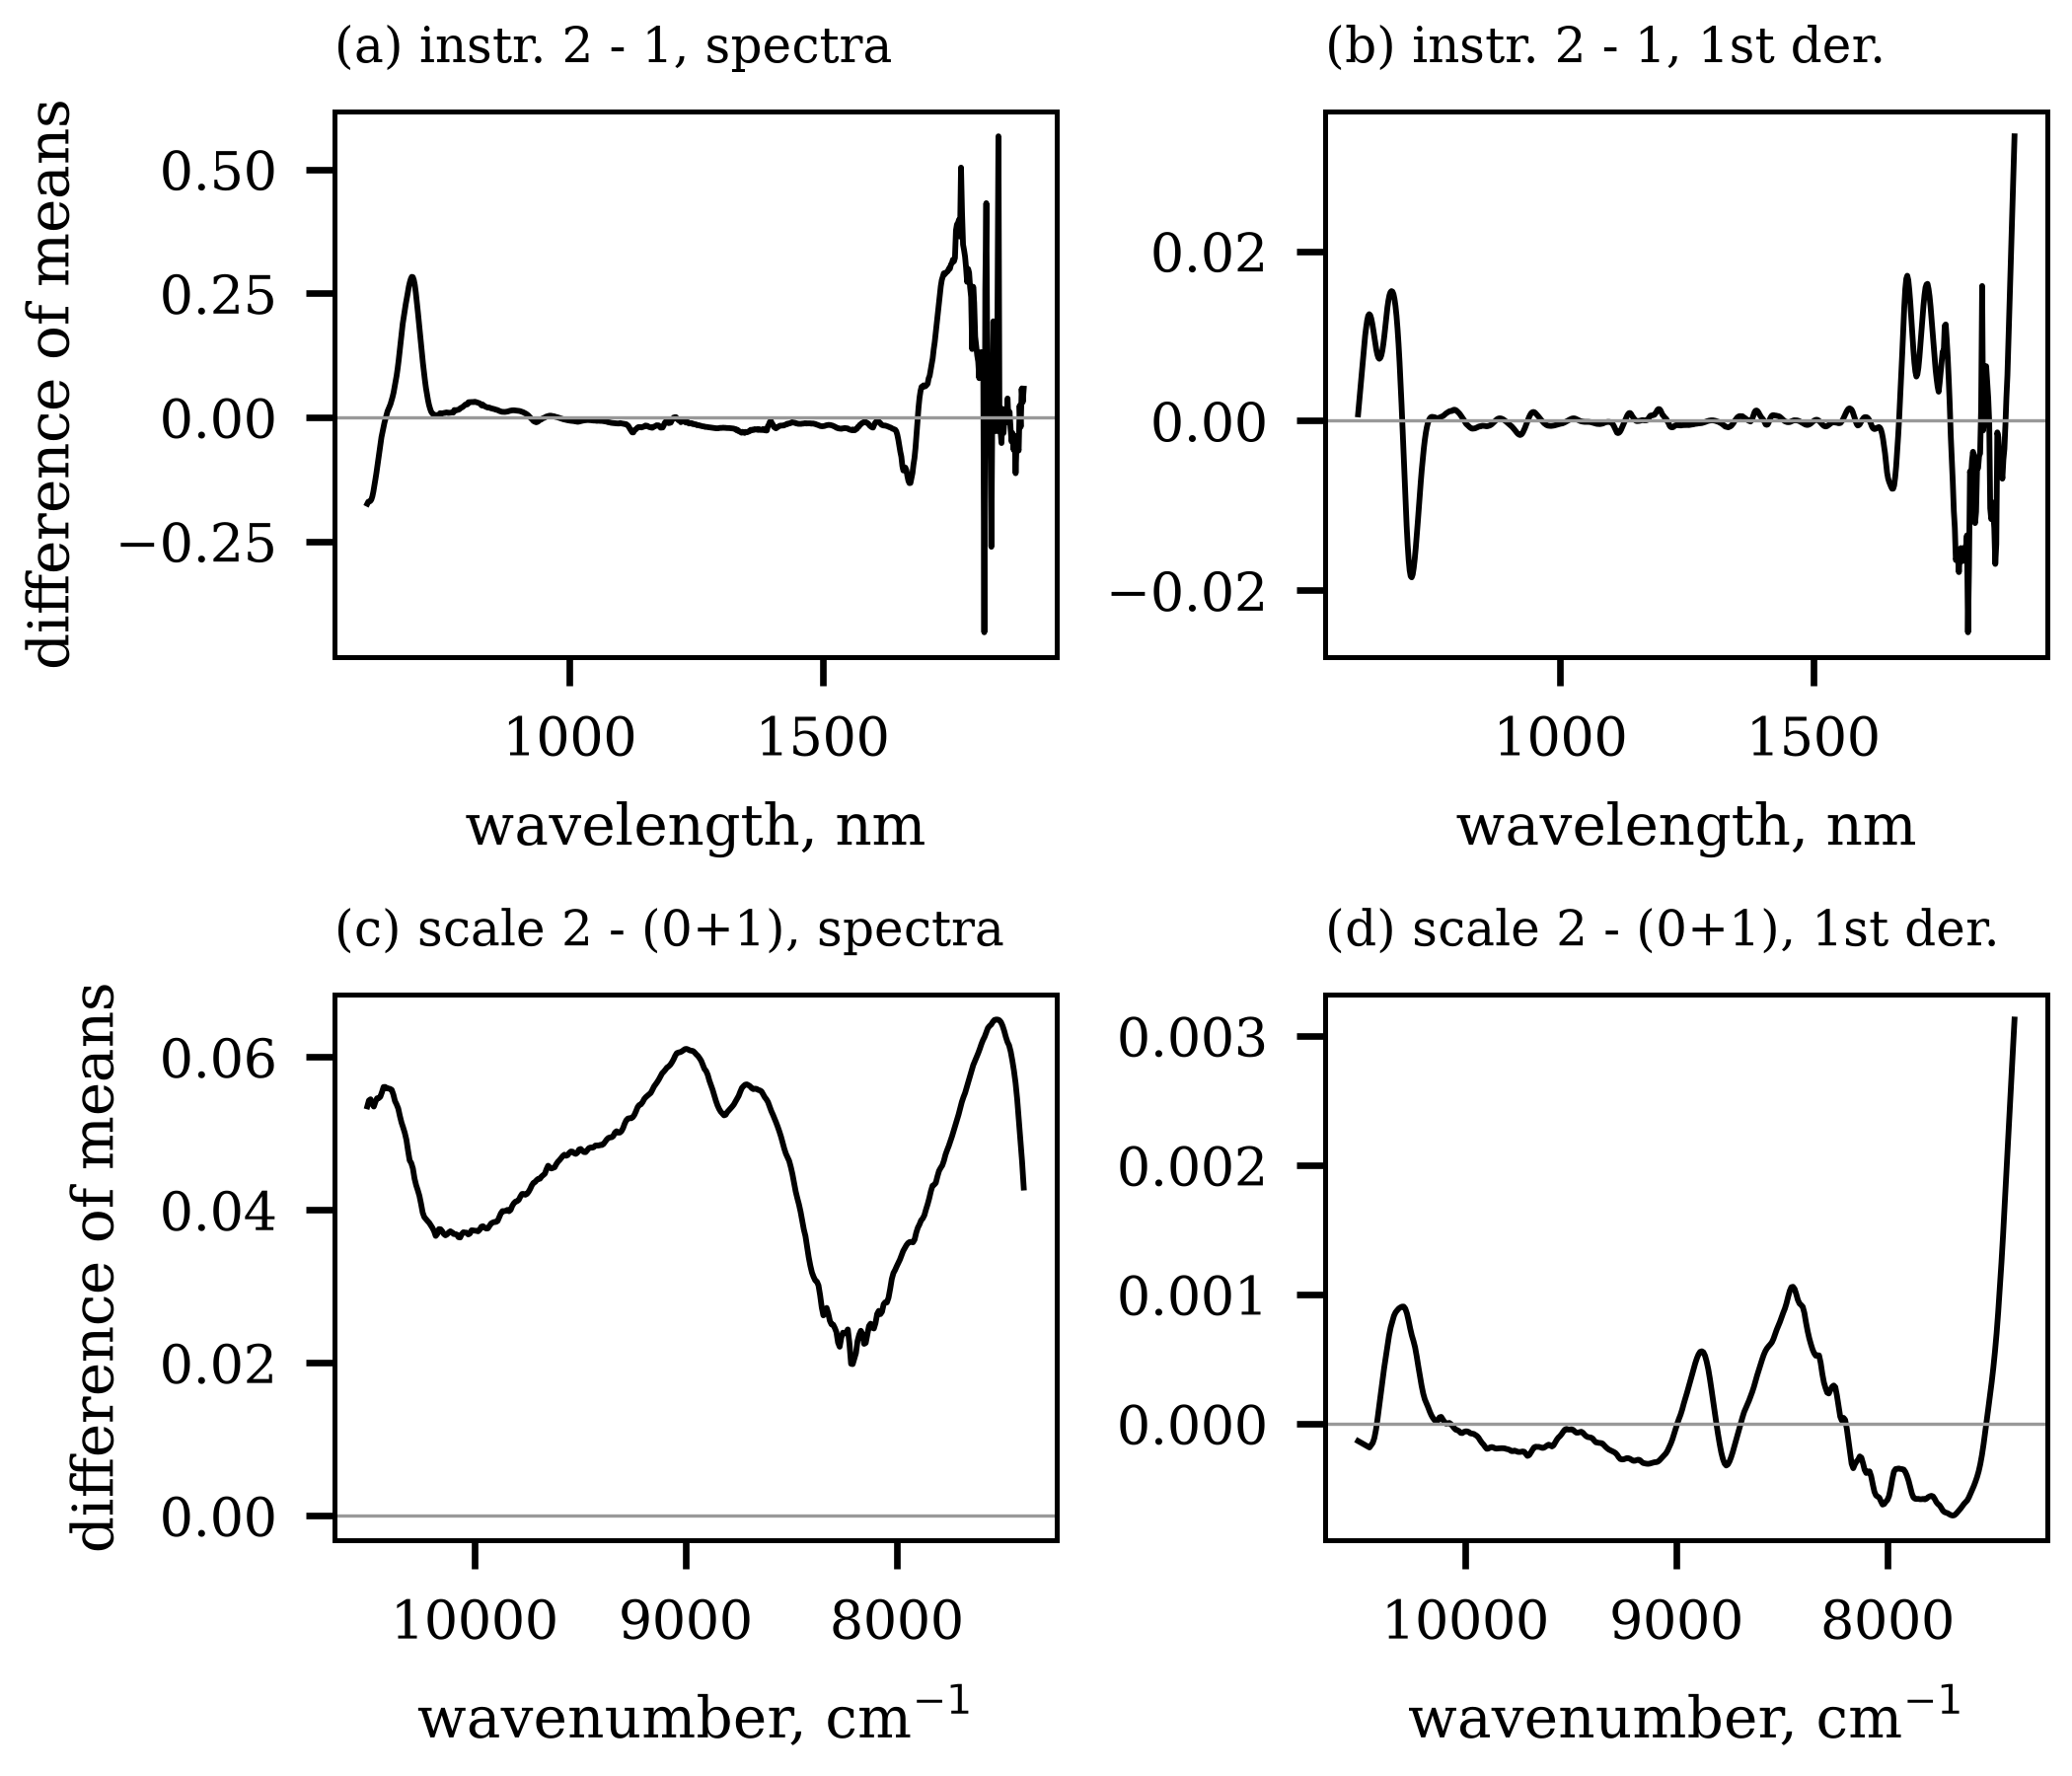 (a) instr. 2 - 1, spectra
difference of means
0.50
0.25
0.00
−0.25
1000 1500
wavelength, nm
(b) instr. 2 - 1, 1st der.
0.02
0.00
−0.02
1000 1500
wavelength, nm
(c) scale 2 - (0+1), spectra
difference of means
0.06
0.04
0.02
0.00
10000 9000 8000
wavenumber, cm⁻¹
(d) scale 2 - (0+1), 1st der.
0.003
0.002
0.001
0.000
10000 9000 8000
wavenumber, cm⁻¹